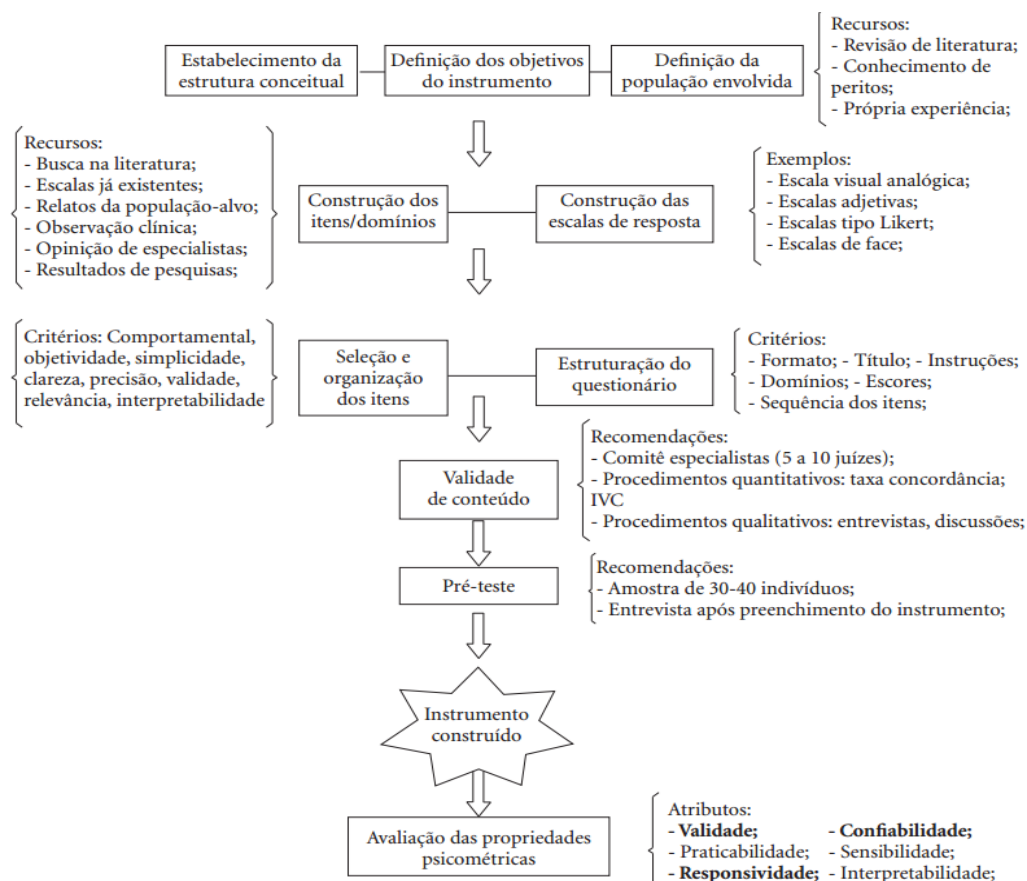 Estabelecimento da
estrutura conceitual
Definição dos objetivos
do instrumento
Definição da
população envolvida
Recursos:
- Revisão de literatura;
- Conhecimento de
peritos;
- Própria experiência;
Recursos:
- Busca na literatura;
- Escalas já existentes;
- Relatos da população-alvo;
- Observação clínica;
- Opinião de especialistas;
- Resultados de pesquisas;
Construção dos
itens/domínios
Construção das
escalas de resposta
Exemplos:
- Escala visual analógica;
- Escalas adjetivas;
- Escalas tipo Likert;
- Escalas de face;
Critérios: Comportamental,
objetividade, simplicidade,
clareza, precisão, validade,
relevância, interpretabilidade
Seleção e
organização
dos itens
Estruturação do
questionário
Critérios:
- Formato; - Título; - Instruções;
- Domínios; - Escores;
- Sequência dos itens;
Validade
de conteúdo
Recomendações:
- Comitê especialistas (5 a 10 juízes);
- Procedimentos quantitativos: taxa concordância;
IVC
- Procedimentos qualitativos: entrevistas, discussões;
Pré-teste
Recomendações:
- Amostra de 30-40 indivíduos;
- Entrevista após preenchimento do instrumento;
Instrumento
construído
Avaliação das propriedades
psicométricas
Atributos:
- Validade; - Confiabilidade;
- Praticabilidade; - Sensibilidade;
- Responsividade; - Interpretabilidade;